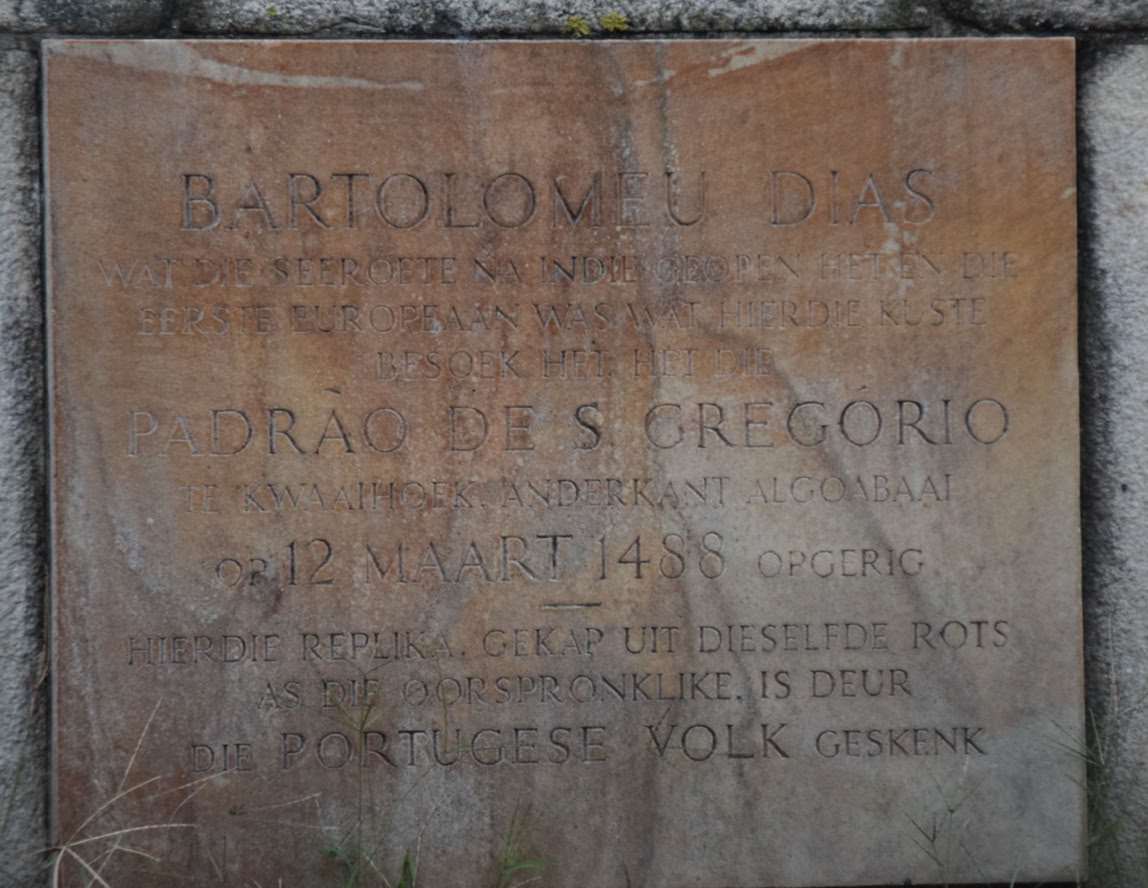 BARTOLOMEU DIAS
WAT DIE SEEROETE NA INDIE GEOPEN HET EN DIE
EERSTE EUROPEAAN WAS WAT HIERDIE KUSTE
BESOEK HET, HET DIE
PADRÃO DE S. GREGÓRIO
TE KWAAIHOEK, ANDERKANT ALGOABAAI
OP 12 MAART 1488 OPGERIG
HIERDIE REPLIKA, GEKAP UIT DIESELFDE ROTS
AS DIE OORSPRONKLIKE, IS DEUR
DIE PORTUGESE VOLK GESKENK